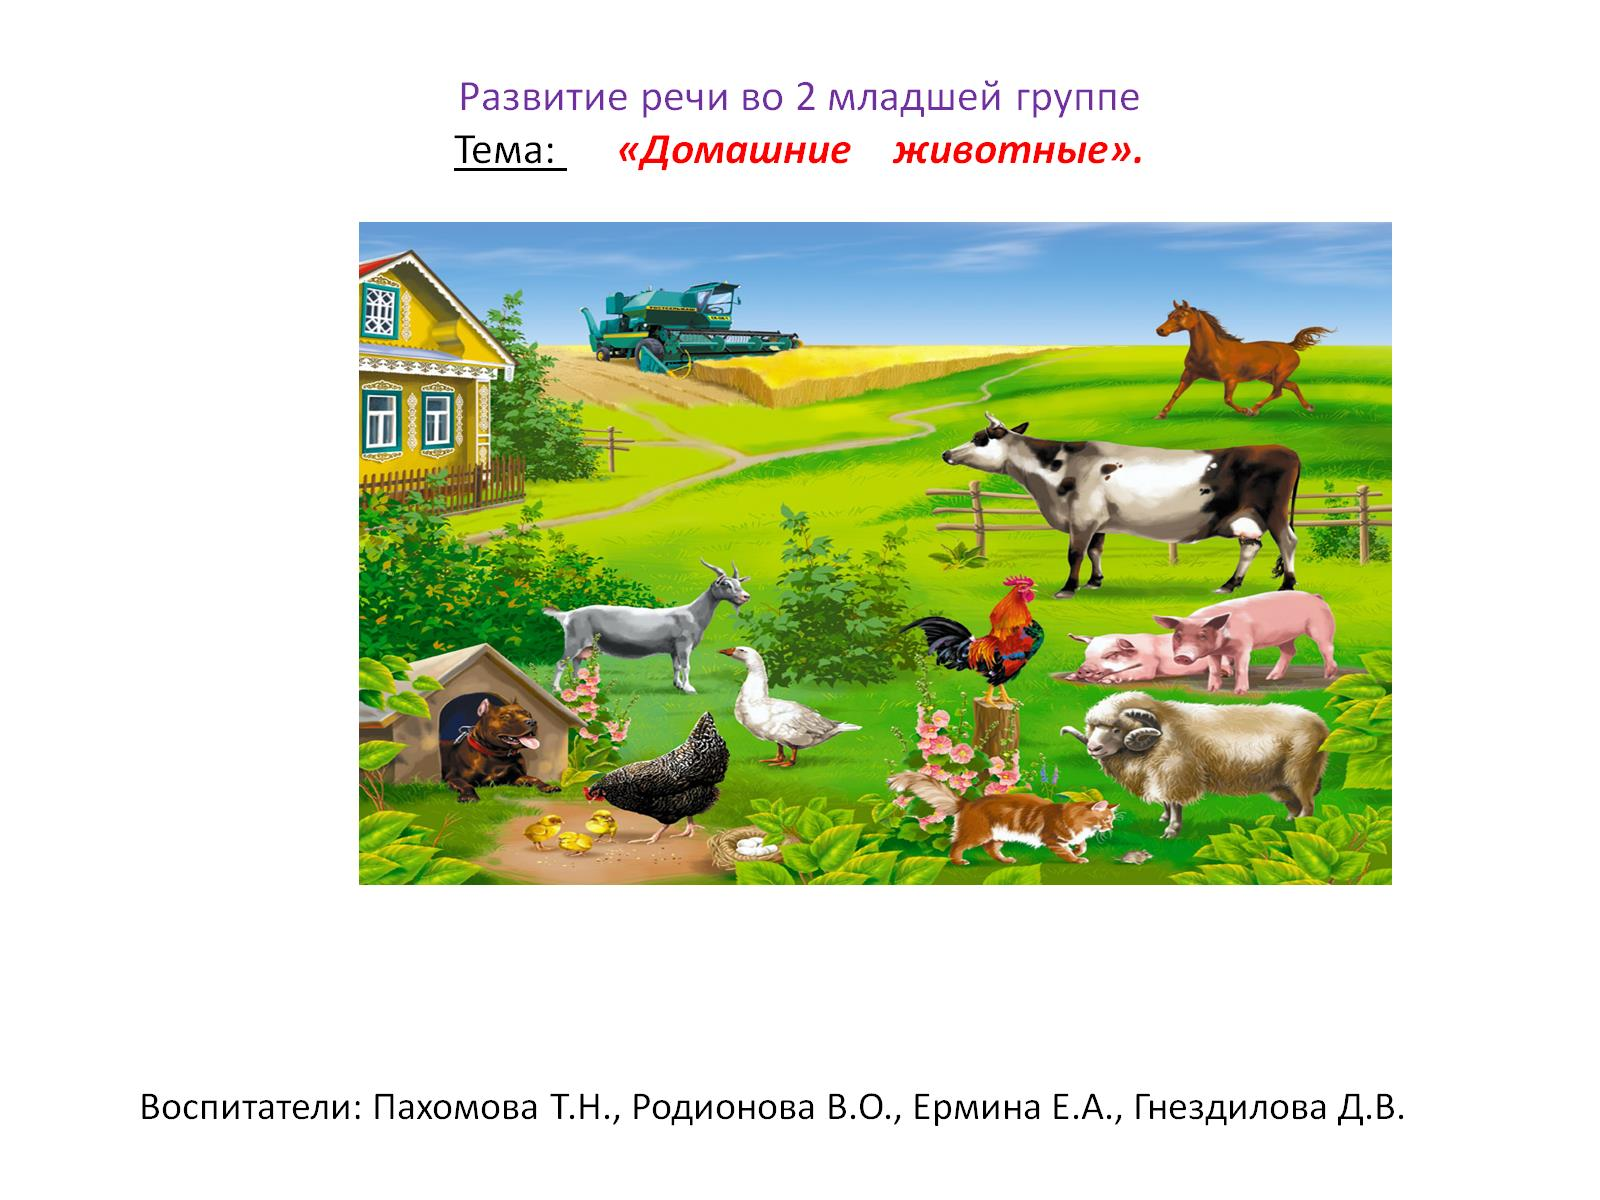 Развитие речи во 2 младшей группе
Тема: «Домашние животные».
Воспитатели: Пахомова Т.Н., Родионова В.О., Ермина Е.А., Гнездилова Д.В.